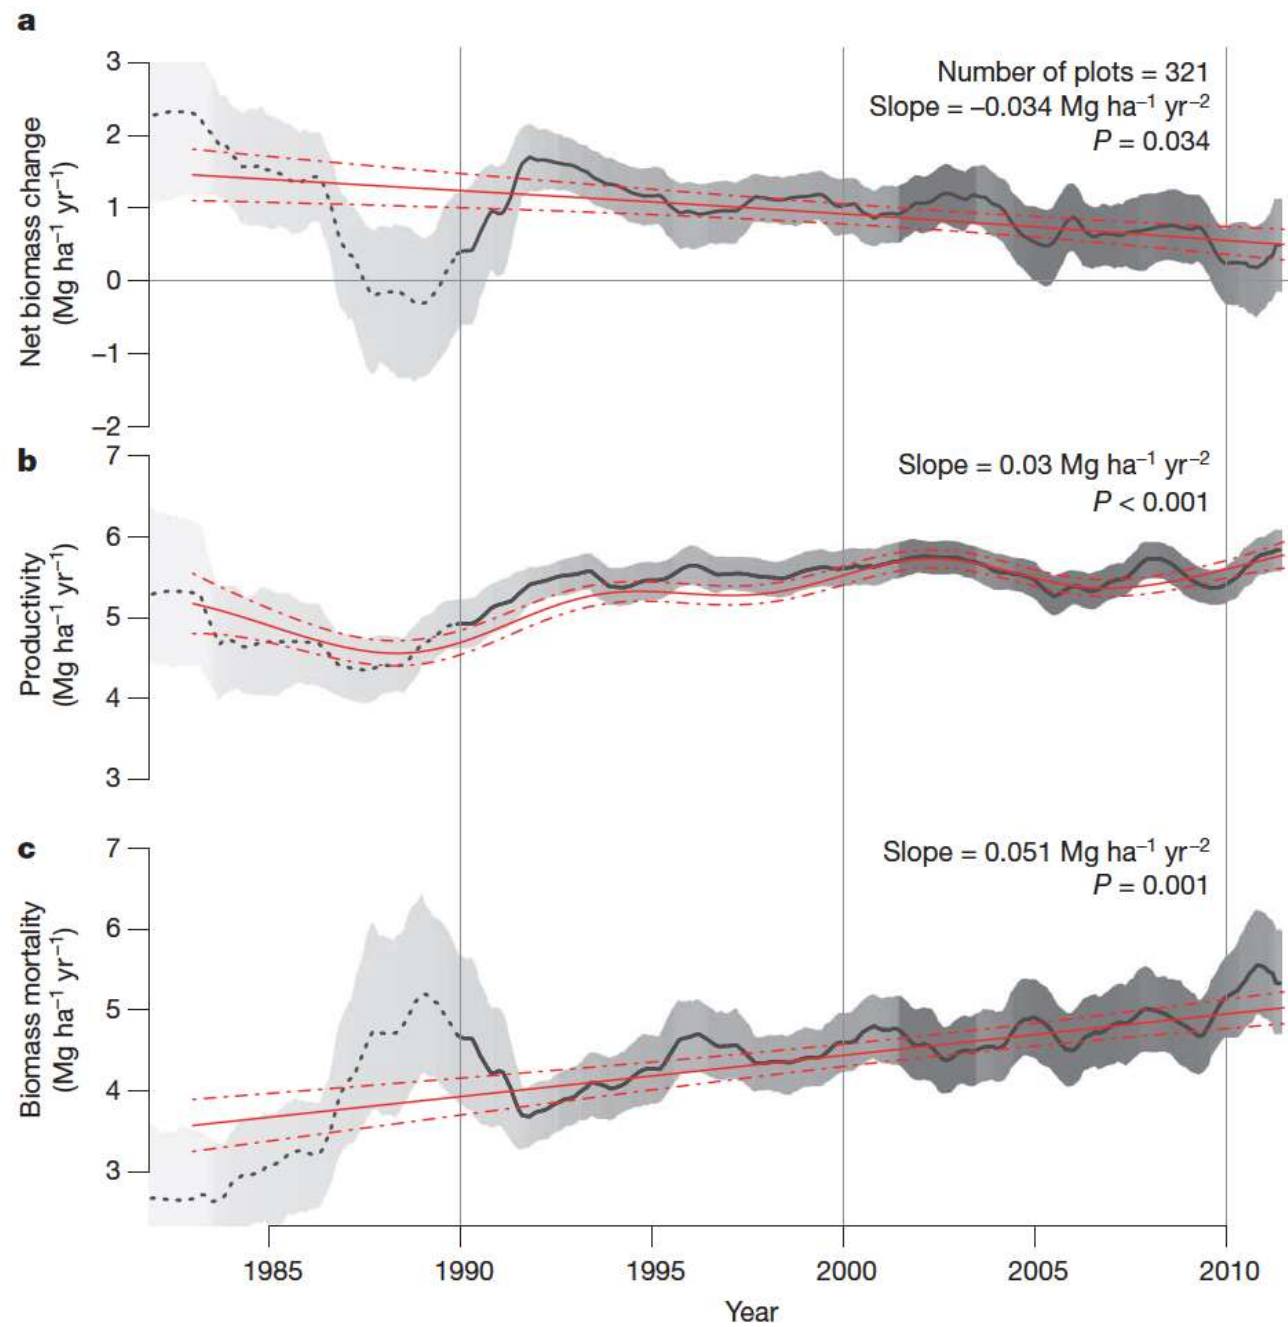 a
Net biomass change
(Mg ha⁻¹ yr⁻¹)
3
2
1
0
–1
–2
Number of plots = 321
Slope = –0.034 Mg ha⁻¹ yr⁻²
P = 0.034
b
Productivity
(Mg ha⁻¹ yr⁻¹)
7
6
5
4
3
Slope = 0.03 Mg ha⁻¹ yr⁻²
P < 0.001
c
Biomass mortality
(Mg ha⁻¹ yr⁻¹)
7
6
5
4
3
Slope = 0.051 Mg ha⁻¹ yr⁻²
P = 0.001
1985 1990 1995 2000 2005 2010
Year